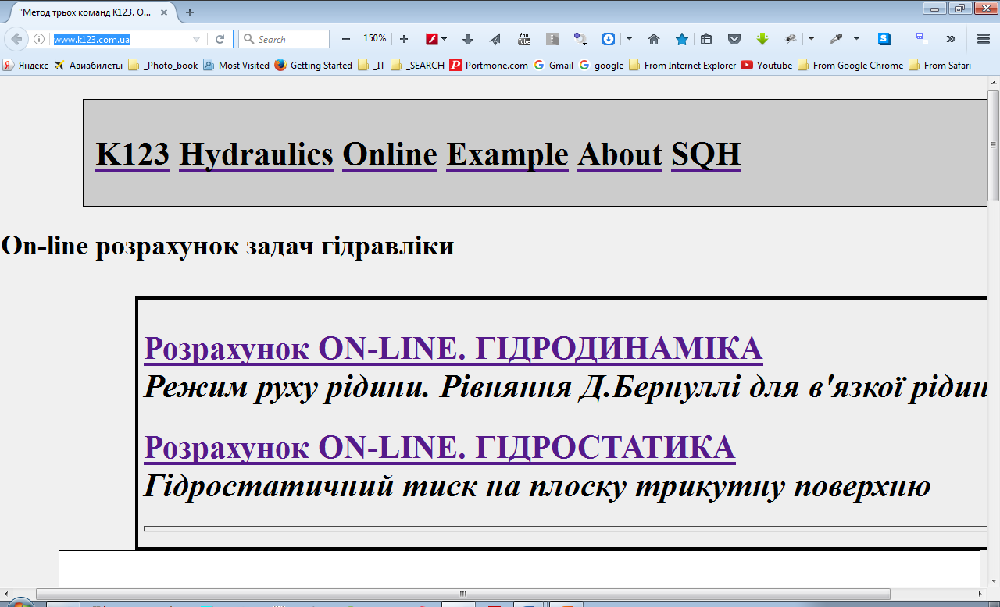 "Метод трьох команд К123. О...
www.k123.com.ua
Search
150%
You
Tube
S
Яндекс Авиабилеты _Photo_book Most Visited Getting Started _IT _SEARCH Portmone.com Gmail google From Internet Explorer Youtube From Google Chrome From Safari
K123 Hydraulics Online Example About SQH
On-line розрахунок задач гідравліки
Розрахунок ON-LINE. ГІДРОДИНАМІКА
Режим руху рідини. Рівняння Д.Бернуллі для в'язкої рідин
Розрахунок ON-LINE. ГІДРОСТАТИКА
Гідростатичний тиск на плоску трикутну поверхню